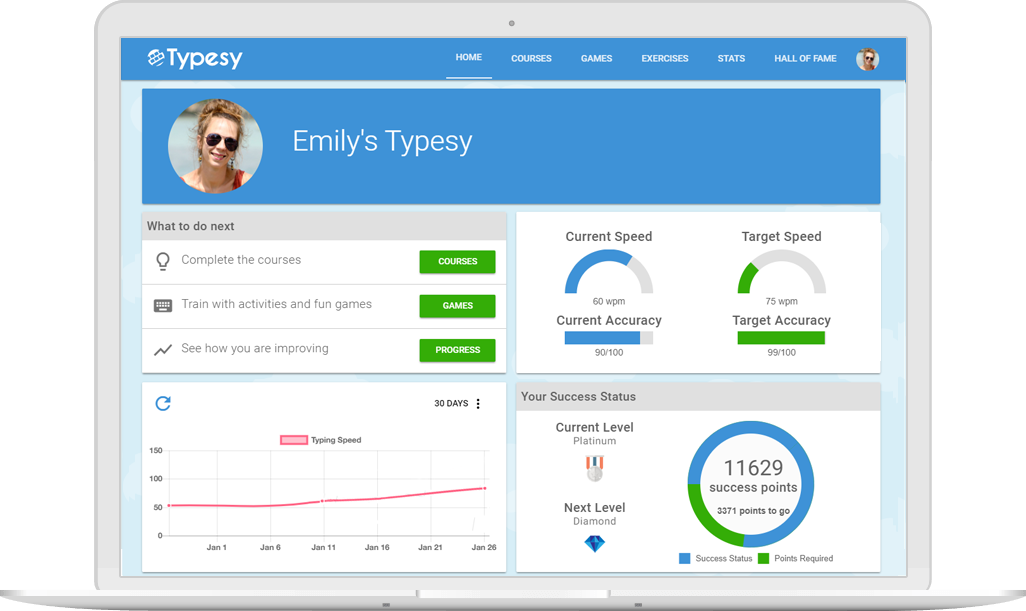 Typesy
HOME COURSES GAMES EXERCISES STATS HALL OF FAME
Emily's Typesy
What to do next
Complete the courses
COURSES
Train with activities and fun games
GAMES
See how you are improving
PROGRESS
Current Speed
60 wpm
Target Speed
75 wpm
Current Accuracy
90/100
Target Accuracy
99/100
30 DAYS
Typing Speed
150
100
50
0
Jan 1 Jan 6 Jan 11 Jan 16 Jan 21 Jan 26
Your Success Status
Current Level
Platinum
Next Level
Diamond
11629
success points
3371 points to go
Success Status Points Required